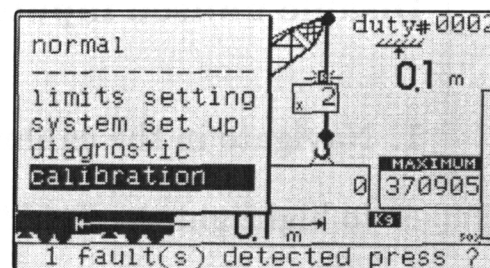 normal
limits setting
system set up
diagnostic
calibration
duty#0002
0.1 m
x 2
MAXIMUM
0 370905
Kg
0.1 m
50%
1 fault(s) detected press ?